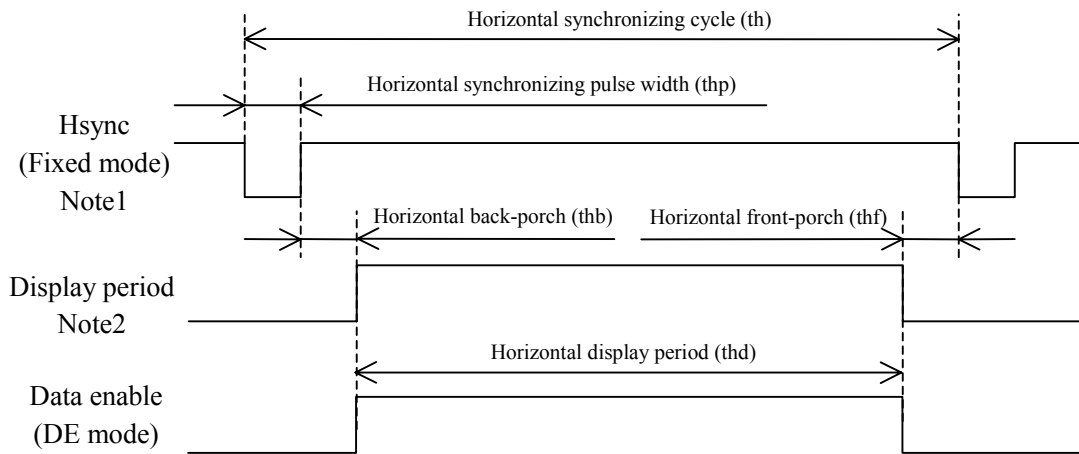 Horizontal synchronizing cycle (th)
Horizontal synchronizing pulse width (thp)
Hsync
(Fixed mode)
Note1
Horizontal back-porch (thb)
Horizontal front-porch (thf)
Display period
Note2
Horizontal display period (thd)
Data enable
(DE mode)